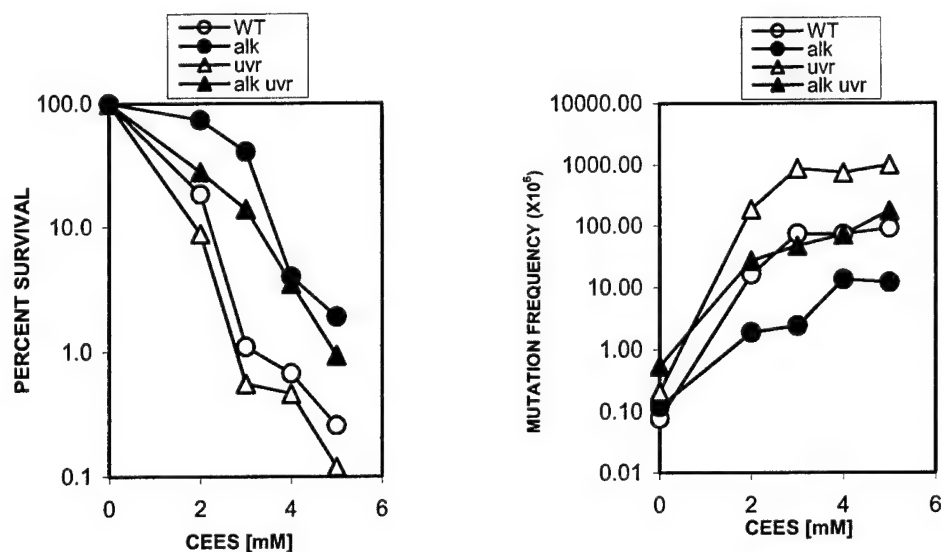 WT
alk
uvr
alk uvr
100.0
10.0
1.0
0.1
PERCENT SURVIVAL
0
2
4
6
CEES [mM]
WT
alk
uvr
alk uvr
10000.00
1000.00
100.00
10.00
1.00
0.10
0.01
MUTATION FREQUENCY (X10⁶)
0
2
4
6
CEES [mM]